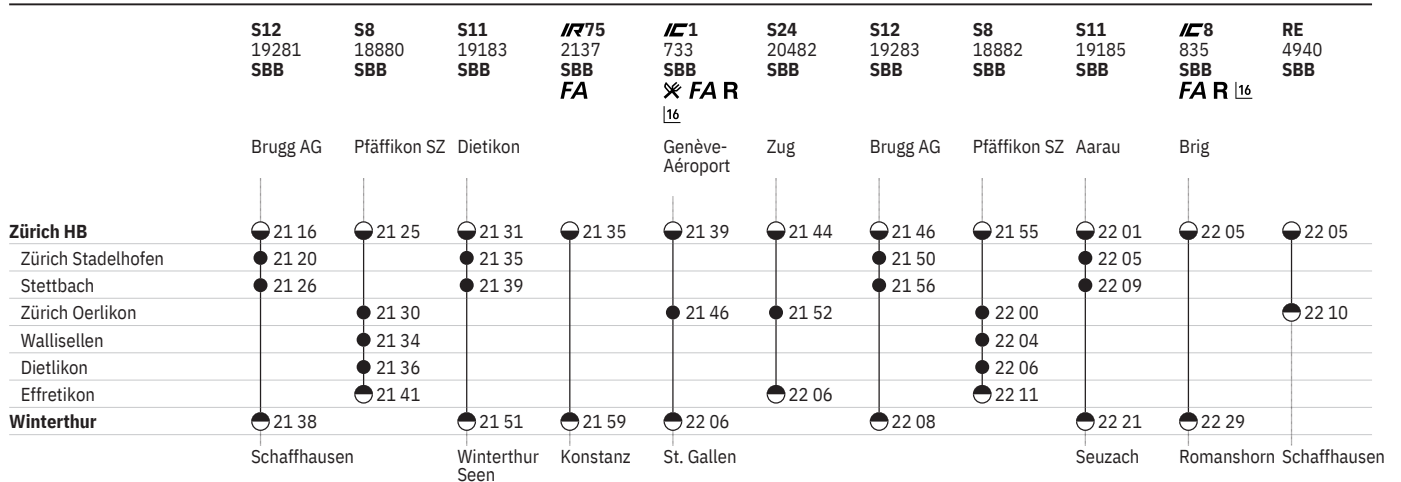 S12 S8 S11 IR75 IC1 S24 S12 S8 S11 IC8 RE
19281 18880 19183 2137 733 20482 19283 18882 19185 835 4940
SBB SBB SBB SBB SBB SBB SBB SBB SBB SBB SBB
FA FA R FA R 16
16
Brugg AG Pfäffikon SZ Dietikon Genève- Zug Brugg AG Pfäffikon SZ Aarau Brig
Aéroport
Zürich HB 21 16 21 25 21 31 21 35 21 39 21 44 21 46 21 55 22 01 22 05 22 05
Zürich Stadelhofen 21 20 21 35 21 50 22 05
Stettbach 21 26 21 39 21 56 22 09
Zürich Oerlikon 21 30 21 46 21 52 22 00 22 10
Wallisellen 21 34 22 04
Dietlikon 21 36 22 06
Effretikon 21 41 22 06 22 11
Winterthur 21 38 21 51 21 59 22 06 22 08 22 21 22 29
Schaffhausen Winterthur Konstanz St. Gallen Seuzach Romanshorn Schaffhausen
Seen